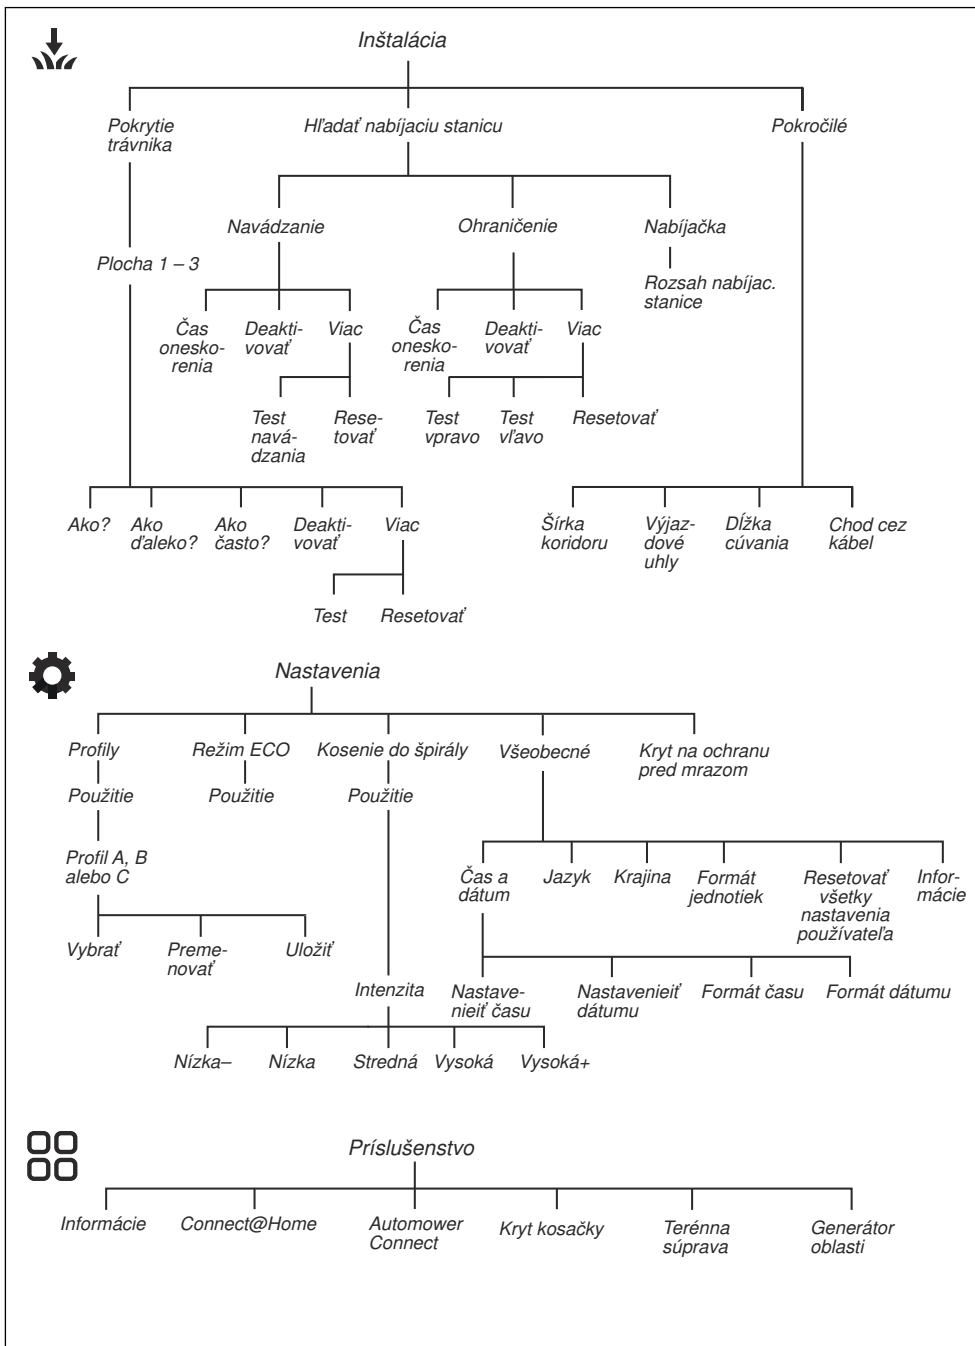 Inštalácia
Pokrytie
trávnika
Hľadať nabíjaciu stanicu
Pokročilé
Navádzanie
Ohraničenie
Nabíjačka
Plocha 1 – 3
Rozsah nabíjac.
stanice
Čas
onesko-
renia
Deakti-
vovať
Viac
Čas
onesko-
renia
Deakti-
vovať
Viac
Test
navá-
dzania
Rese-
tovať
Test
vpravo
Test
vľavo
Resetovať
Ako?
Ako
ďaleko?
Ako
často?
Deakti-
vovať
Viac
Šírka
koridoru
Výjaz-
dové
uhly
Dĺžka
cúvania
Chod cez
kábel
Test
Resetovať
Nastavenia
Profily
Režim ECO
Kosenie do špirály
Všeobecné
Kryt na ochranu
pred mrazom
Použitie
Použitie
Použitie
Profil A, B
alebo C
Čas a
dátum
Jazyk
Krajina
Formát
jednotiek
Resetovať
všetky
nastavenia
používateľa
Infor-
mácie
Vybrať
Preme-
novať
Uložiť
Intenzita
Nastave-
nieiť času
Nastavenieiť
dátumu
Formát času
Formát dátumu
Nízka–
Nízka
Stredná
Vysoká
Vysoká+
Príslušenstvo
Informácie
Connect@Home
Automower
Connect
Kryt kosačky
Terénna
súprava
Generátor
oblasti